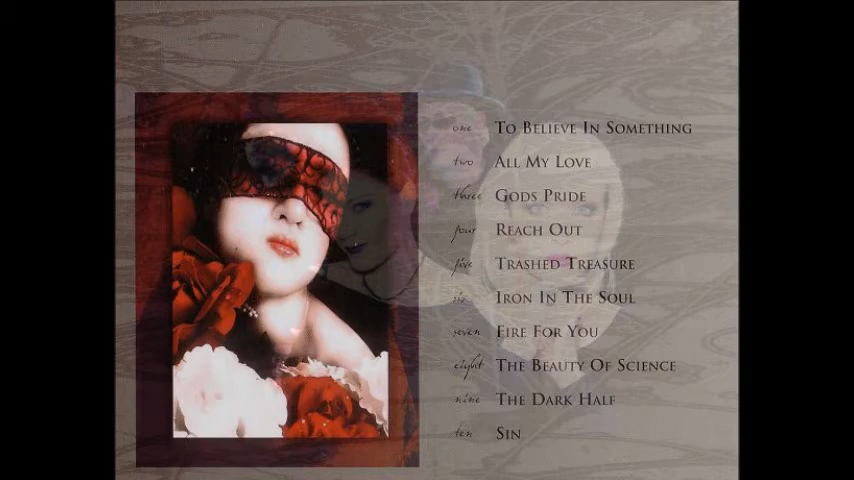 one To Believe In Something
two All My Love
three Gods Pride
four Reach Out
five Trashed Treasure
six Iron In The Soul
seven Fire For You
eight The Beauty Of Science
nine The Dark Half
ten Sin